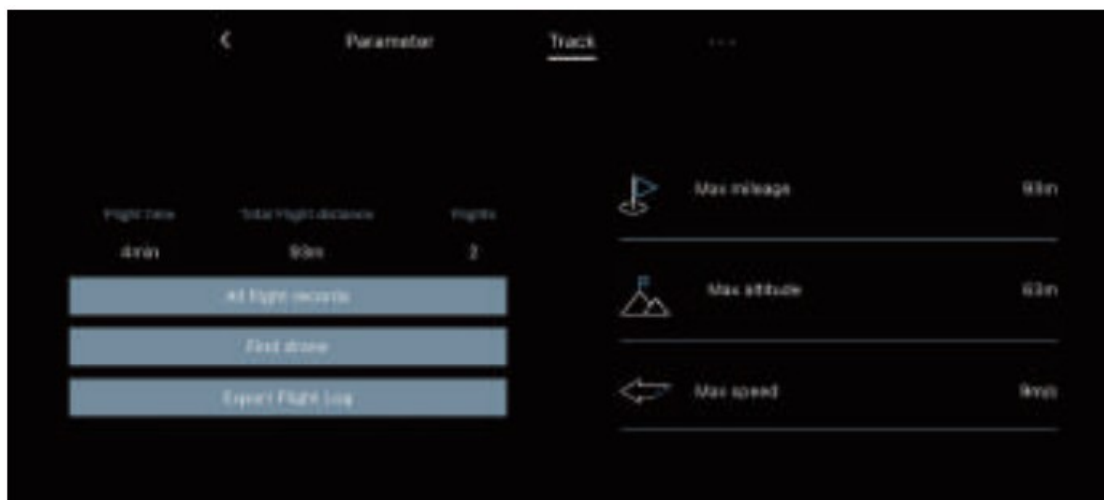 Parameter Track ...
Flight time Total Flight distance Flights
4min 93m 2
All flight records
Find drone
Export Flight Log
Max mileage 93m
Max altitude 63m
Max speed 9m/s